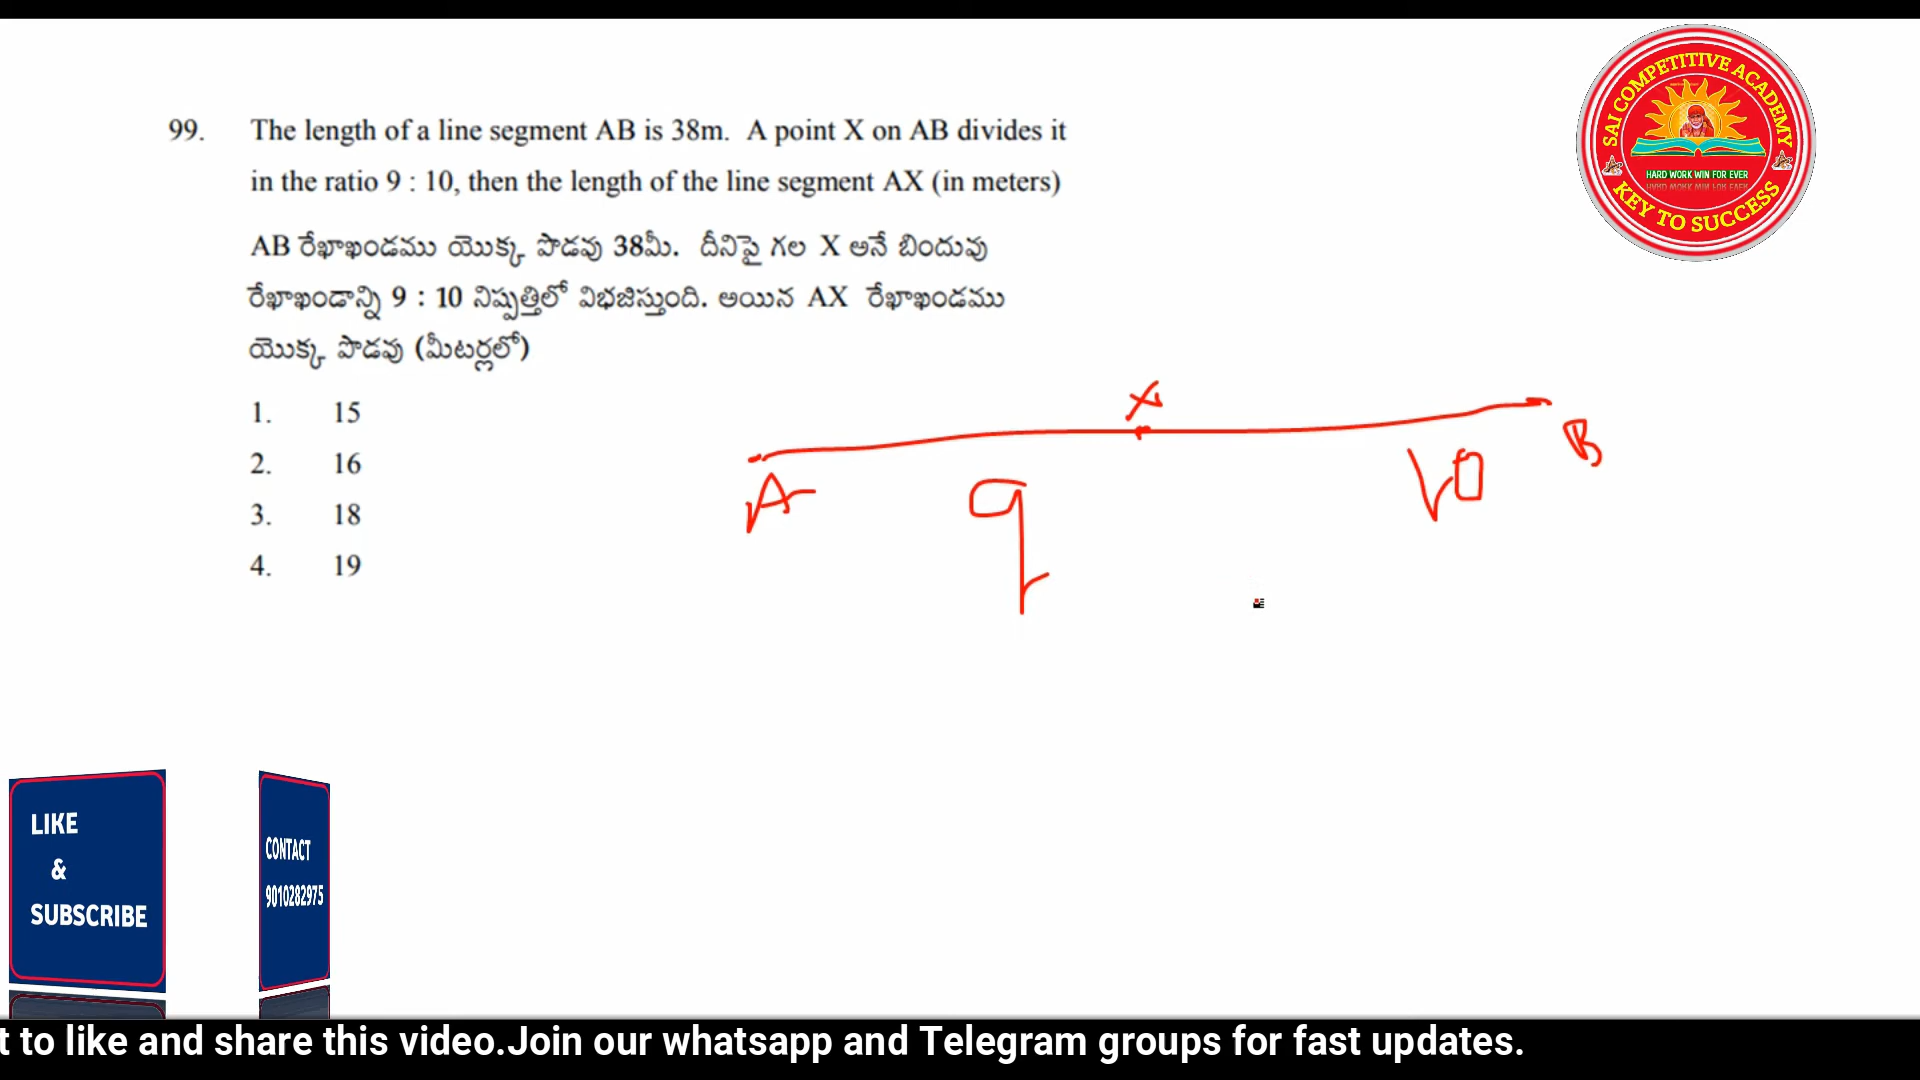 SAI COMPETITIVE ACADEMY
HARD WORK WIN FOR EVER
KEY TO SUCCESS
99. The length of a line segment AB is 38m. A point X on AB divides it
in the ratio 9 : 10, then the length of the line segment AX (in meters)
AB రేఖాఖండము యొక్క పొడవు 38మీ. దీనిపై గల X అనే బిందువు
రేఖాఖండాన్ని 9 : 10 నిష్పత్తిలో విభజిస్తుంది. అయిన AX రేఖాఖండము
యొక్క పొడవు (మీటర్లలో)
1. 15
2. 16
3. 18
4. 19
X
A
9
10
B
LIKE
&
SUBSCRIBE
CONTACT
9010282975
t to like and share this video.Join our whatsapp and Telegram groups for fast updates.